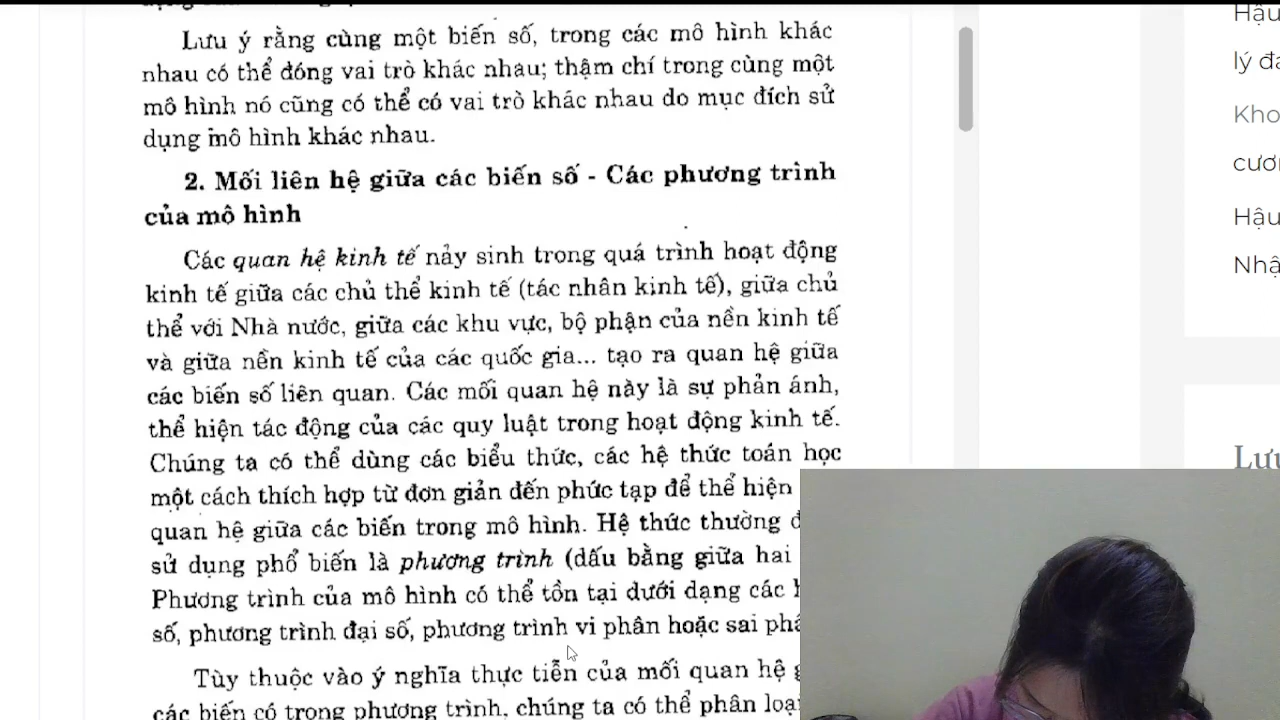 Lưu ý rằng cùng một biến số, trong các mô hình khác
nhau có thể đóng vai trò khác nhau; thậm chí trong cùng một
mô hình nó cũng có thể có vai trò khác nhau do mục đích sử
dụng mô hình khác nhau.
2. Mối liên hệ giữa các biến số - Các phương trình
của mô hình
Các quan hệ kinh tế nảy sinh trong quá trình hoạt động
kinh tế giữa các chủ thể kinh tế (tác nhân kinh tế), giữa chủ
thể với Nhà nước, giữa các khu vực, bộ phận của nền kinh tế
và giữa nền kinh tế của các quốc gia... tạo ra quan hệ giữa
các biến số liên quan. Các mối quan hệ này là sự phản ánh,
thể hiện tác động của các quy luật trong hoạt động kinh tế.
Chúng ta có thể dùng các biểu thức, các hệ thức toán học
một cách thích hợp từ đơn giản đến phức tạp để thể hiện
quan hệ giữa các biến trong mô hình. Hệ thức thường
sử dụng phổ biến là phương trình (dấu bằng giữa hai
Phương trình của mô hình có thể tồn tại dưới dạng các
số, phương trình đại số, phương trình vi phân hoặc sai
Tùy thuộc vào ý nghĩa thực tiễn của mối quan hệ
các biến có trong phương trình, chúng ta có thể phân loại
Hậu
lý
Kho
cươ
Hậu
Nhậ
Lưu